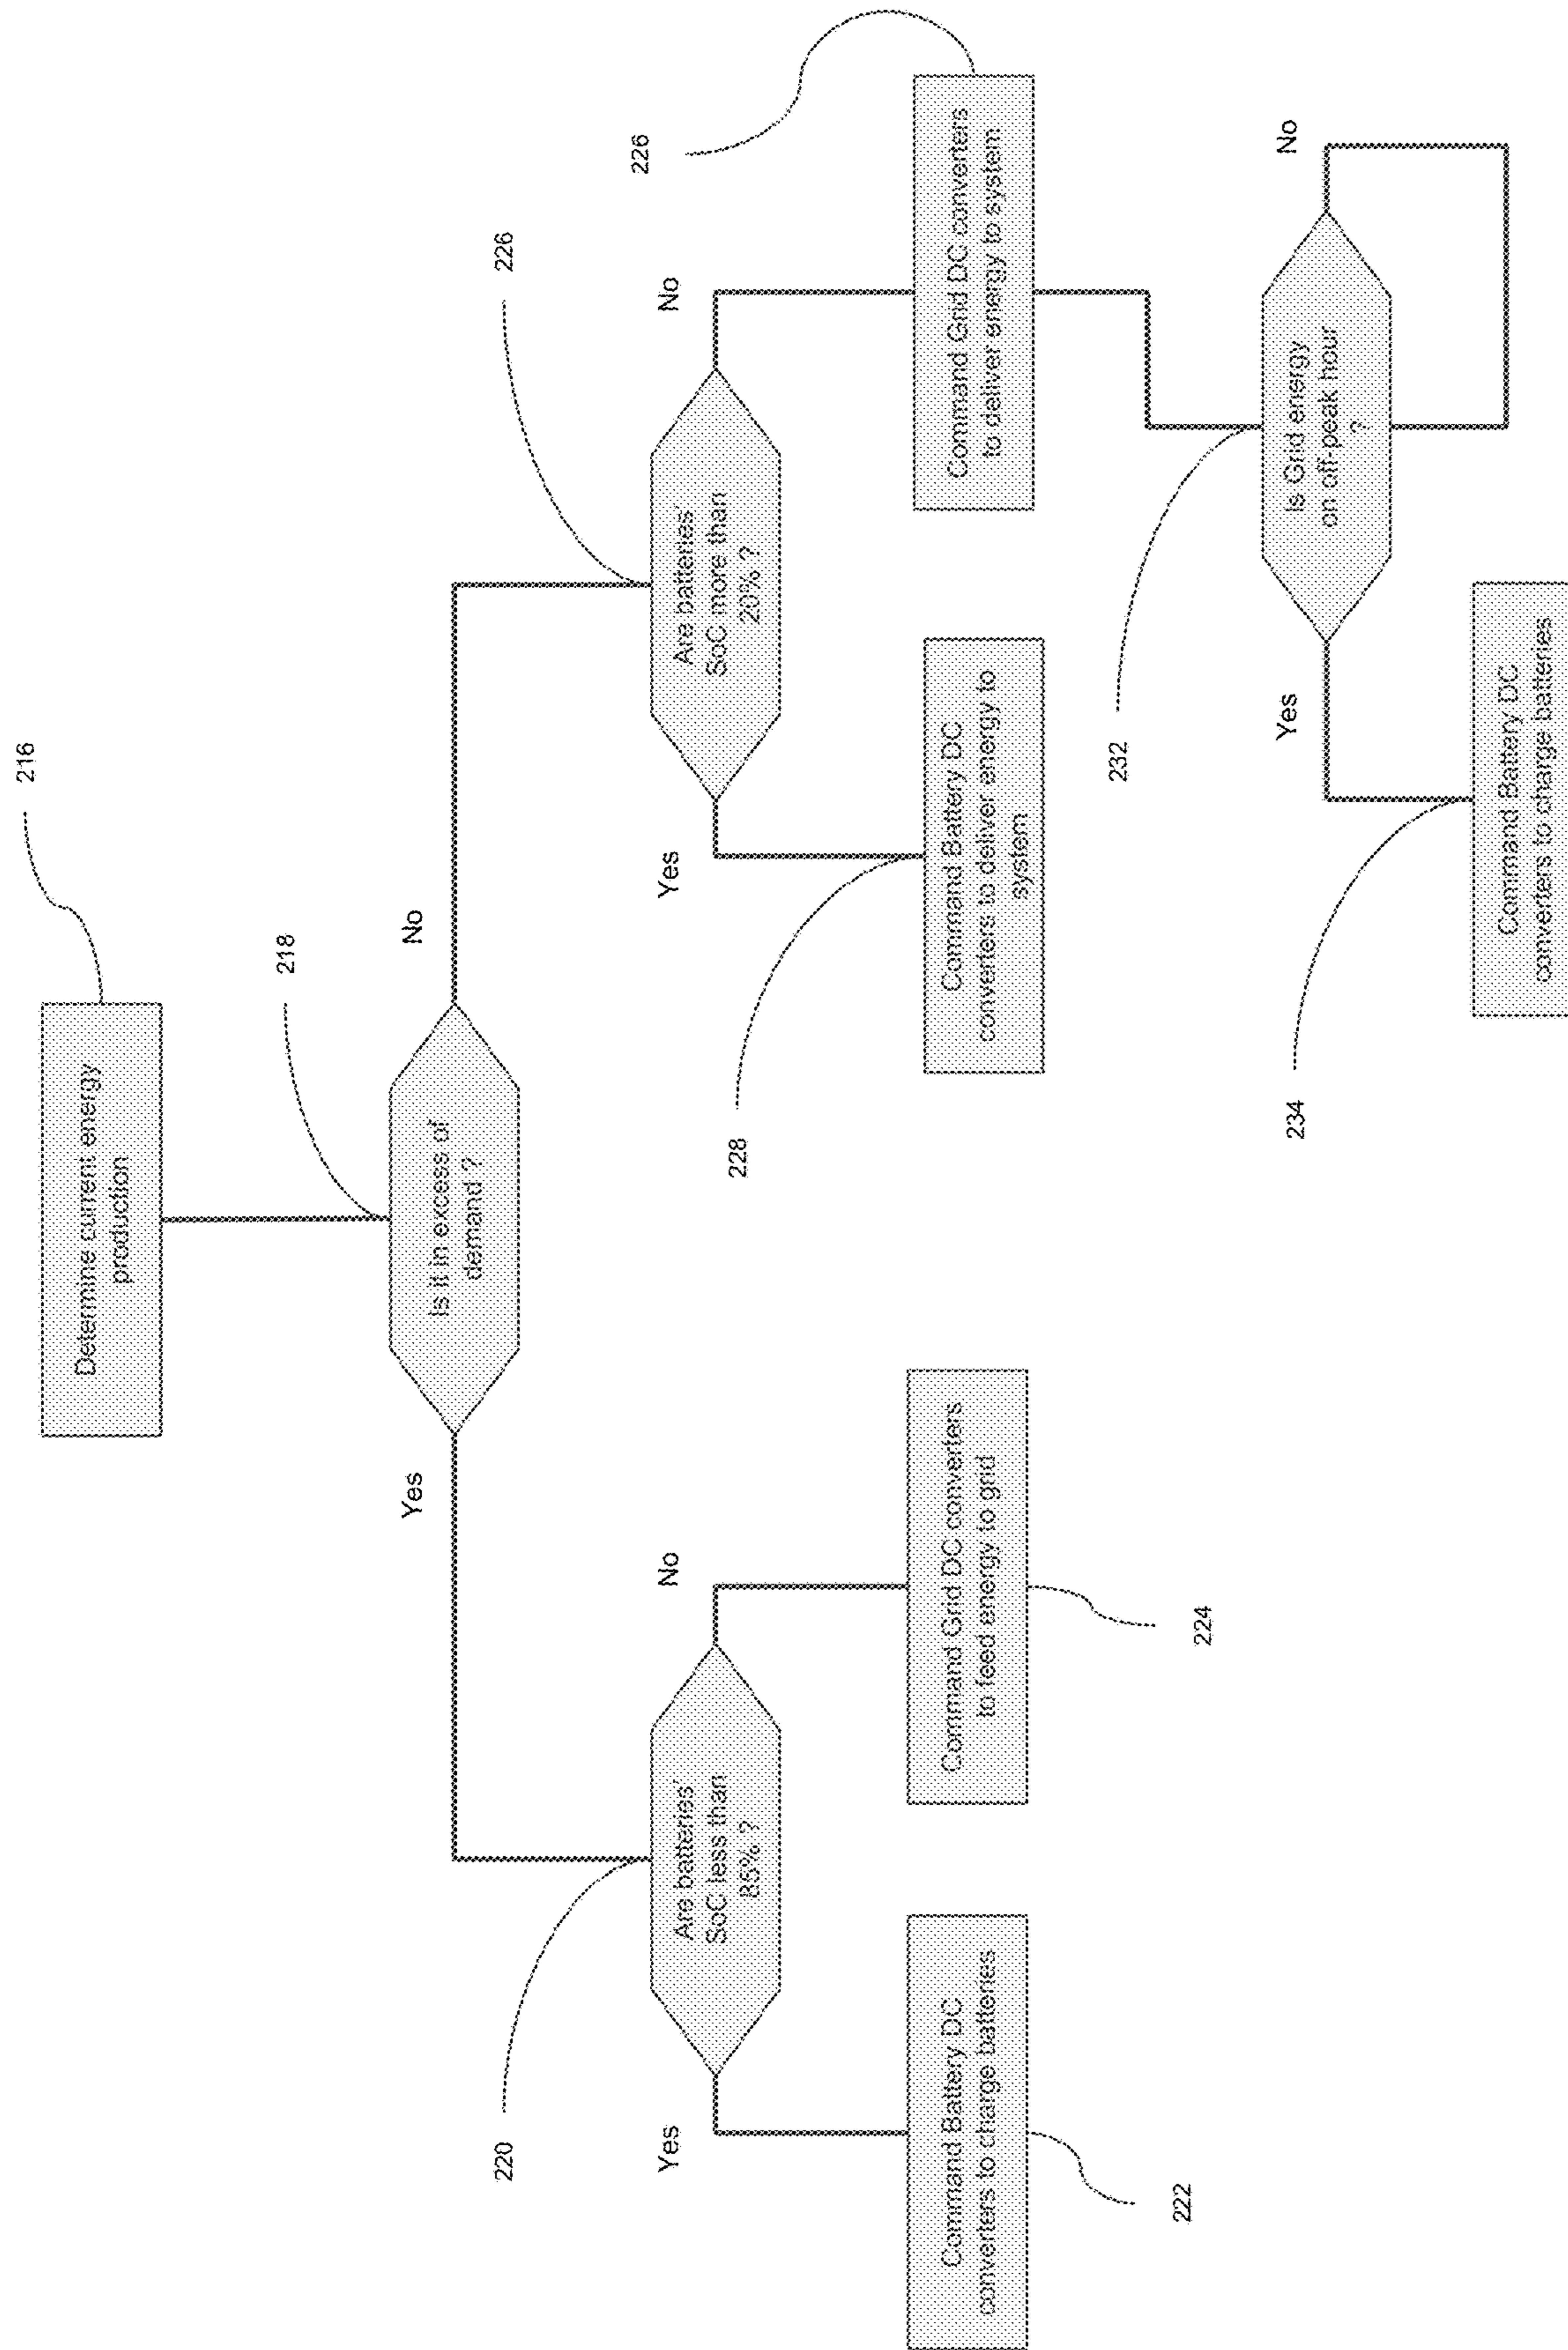 216
Determine current energy
production
218
Is it in excess of
demand ?
Yes
No
220
Are batteries'
SoC less than
85% ?
Yes
No
226
Are batteries'
SoC more than
20% ?
Yes
No
Command Battery DC
converters to charge batteries
222
Command Grid DC converters
to feed energy to grid
224
228
Command Battery DC
converters to deliver energy to
system
226
Command Grid DC converters
to deliver energy to system
232
Is Grid energy
on off-peak hour
?
Yes
No
234
Command Battery DC
converters to charge batteries